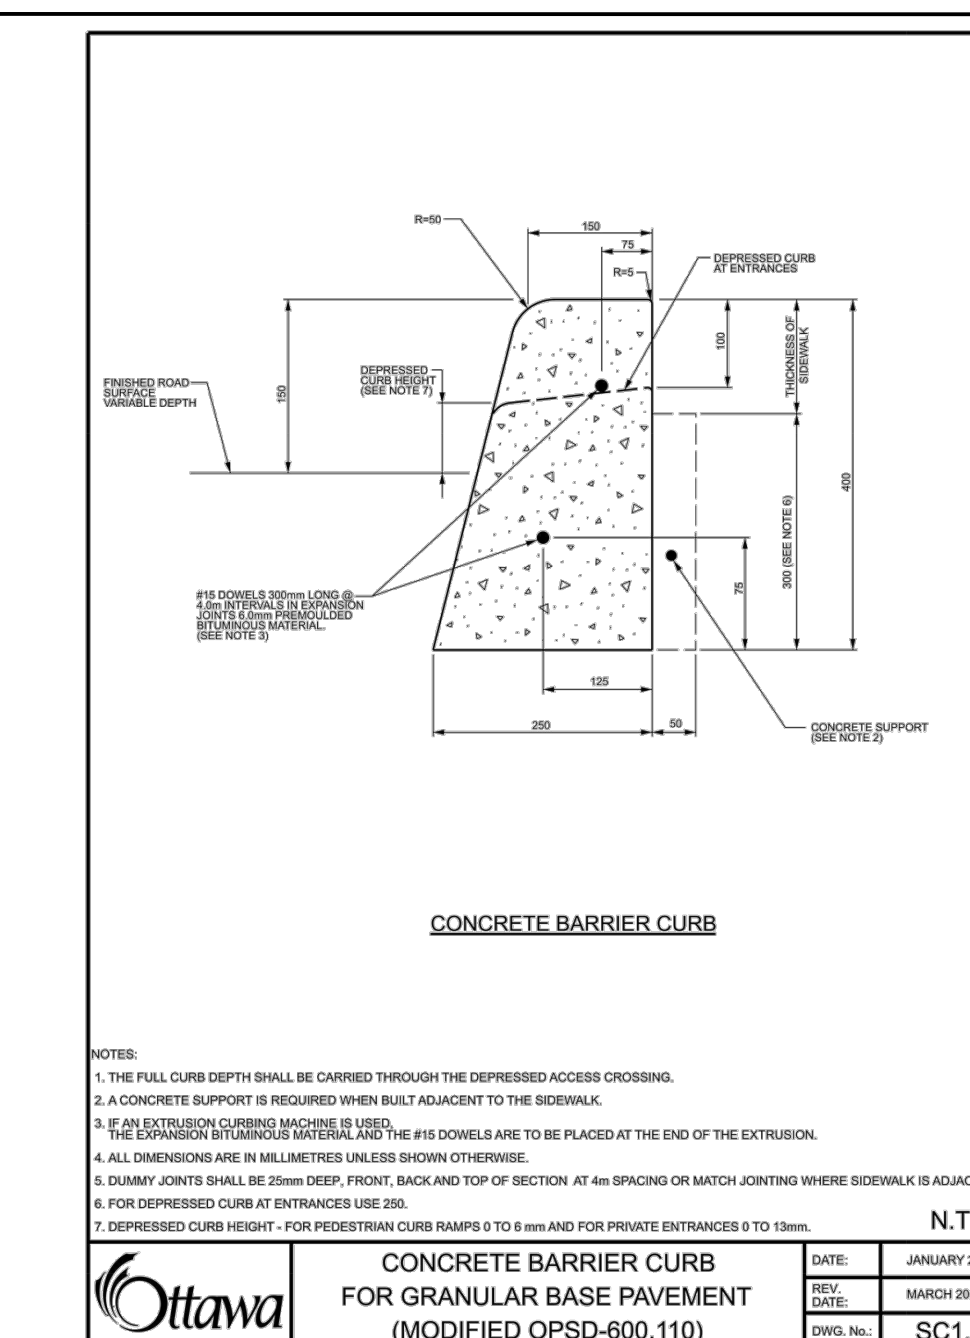 R=50
150
75
R=5
DEPRESSED CURB
AT ENTRANCES
100
THICKNESS OF
SIDEWALK
FINISHED ROAD
SURFACE
VARIABLE DEPTH
150
DEPRESSED
CURB HEIGHT
(SEE NOTE 7)
400
300 (SEE NOTE 6)
75
#15 DOWELS 300mm LONG @
4.0m INTERVALS IN EXPANSION
JOINTS 6.0mm PREMOULDED
BITUMINOUS MATERIAL.
(SEE NOTE 3)
125
250
50
CONCRETE SUPPORT
(SEE NOTE 2)
CONCRETE BARRIER CURB
NOTES:
1. THE FULL CURB DEPTH SHALL BE CARRIED THROUGH THE DEPRESSED ACCESS CROSSING.
2. A CONCRETE SUPPORT IS REQUIRED WHEN BUILT ADJACENT TO THE SIDEWALK.
3. IF AN EXTRUSION CURBING MACHINE IS USED,
THE EXPANSION BITUMINOUS MATERIAL AND THE #15 DOWELS ARE TO BE PLACED AT THE END OF THE EXTRUSION.
4. ALL DIMENSIONS ARE IN MILLIMETRES UNLESS SHOWN OTHERWISE.
5. DUMMY JOINTS SHALL BE 25mm DEEP, FRONT, BACK AND TOP OF SECTION AT 4m SPACING OR MATCH JOINTING WHERE SIDEWALK IS ADJAC
6. FOR DEPRESSED CURB AT ENTRANCES USE 250.
7. DEPRESSED CURB HEIGHT - FOR PEDESTRIAN CURB RAMPS 0 TO 6 mm AND FOR PRIVATE ENTRANCES 0 TO 13mm.
N.T
Ottawa
CONCRETE BARRIER CURB
FOR GRANULAR BASE PAVEMENT
(MODIFIED OPSD-600.110)
DATE: JANUARY 2
REV. DATE: MARCH 20
DWG. No.: SC1.